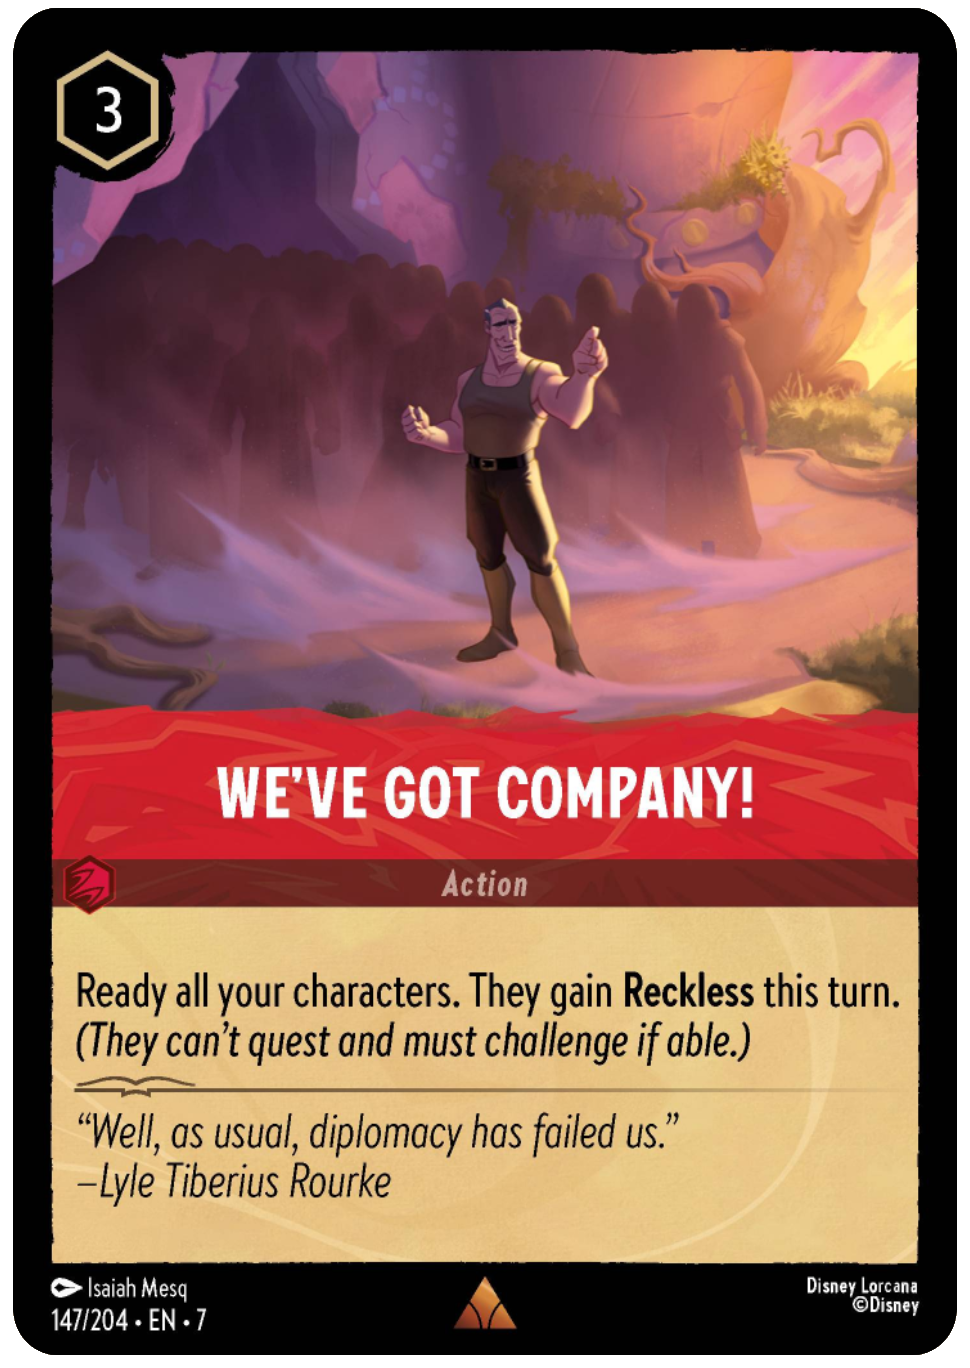 3
WE'VE GOT COMPANY!
Action
Ready all your characters. They gain Reckless this turn.
(They can't quest and must challenge if able.)
“Well, as usual, diplomacy has failed us.”
–Lyle Tiberius Rourke
Isaiah Mesq
147/204 • EN • 7
Disney Lorcana
©Disney